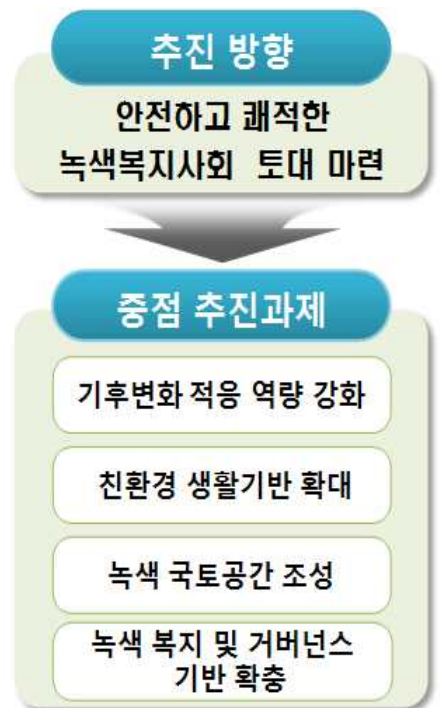 추진 방향
안전하고 쾌적한
녹색복지사회 토대 마련
중점 추진과제
기후변화 적응 역량 강화
친환경 생활기반 확대
녹색 국토공간 조성
녹색 복지 및 거버넌스
기반 확충